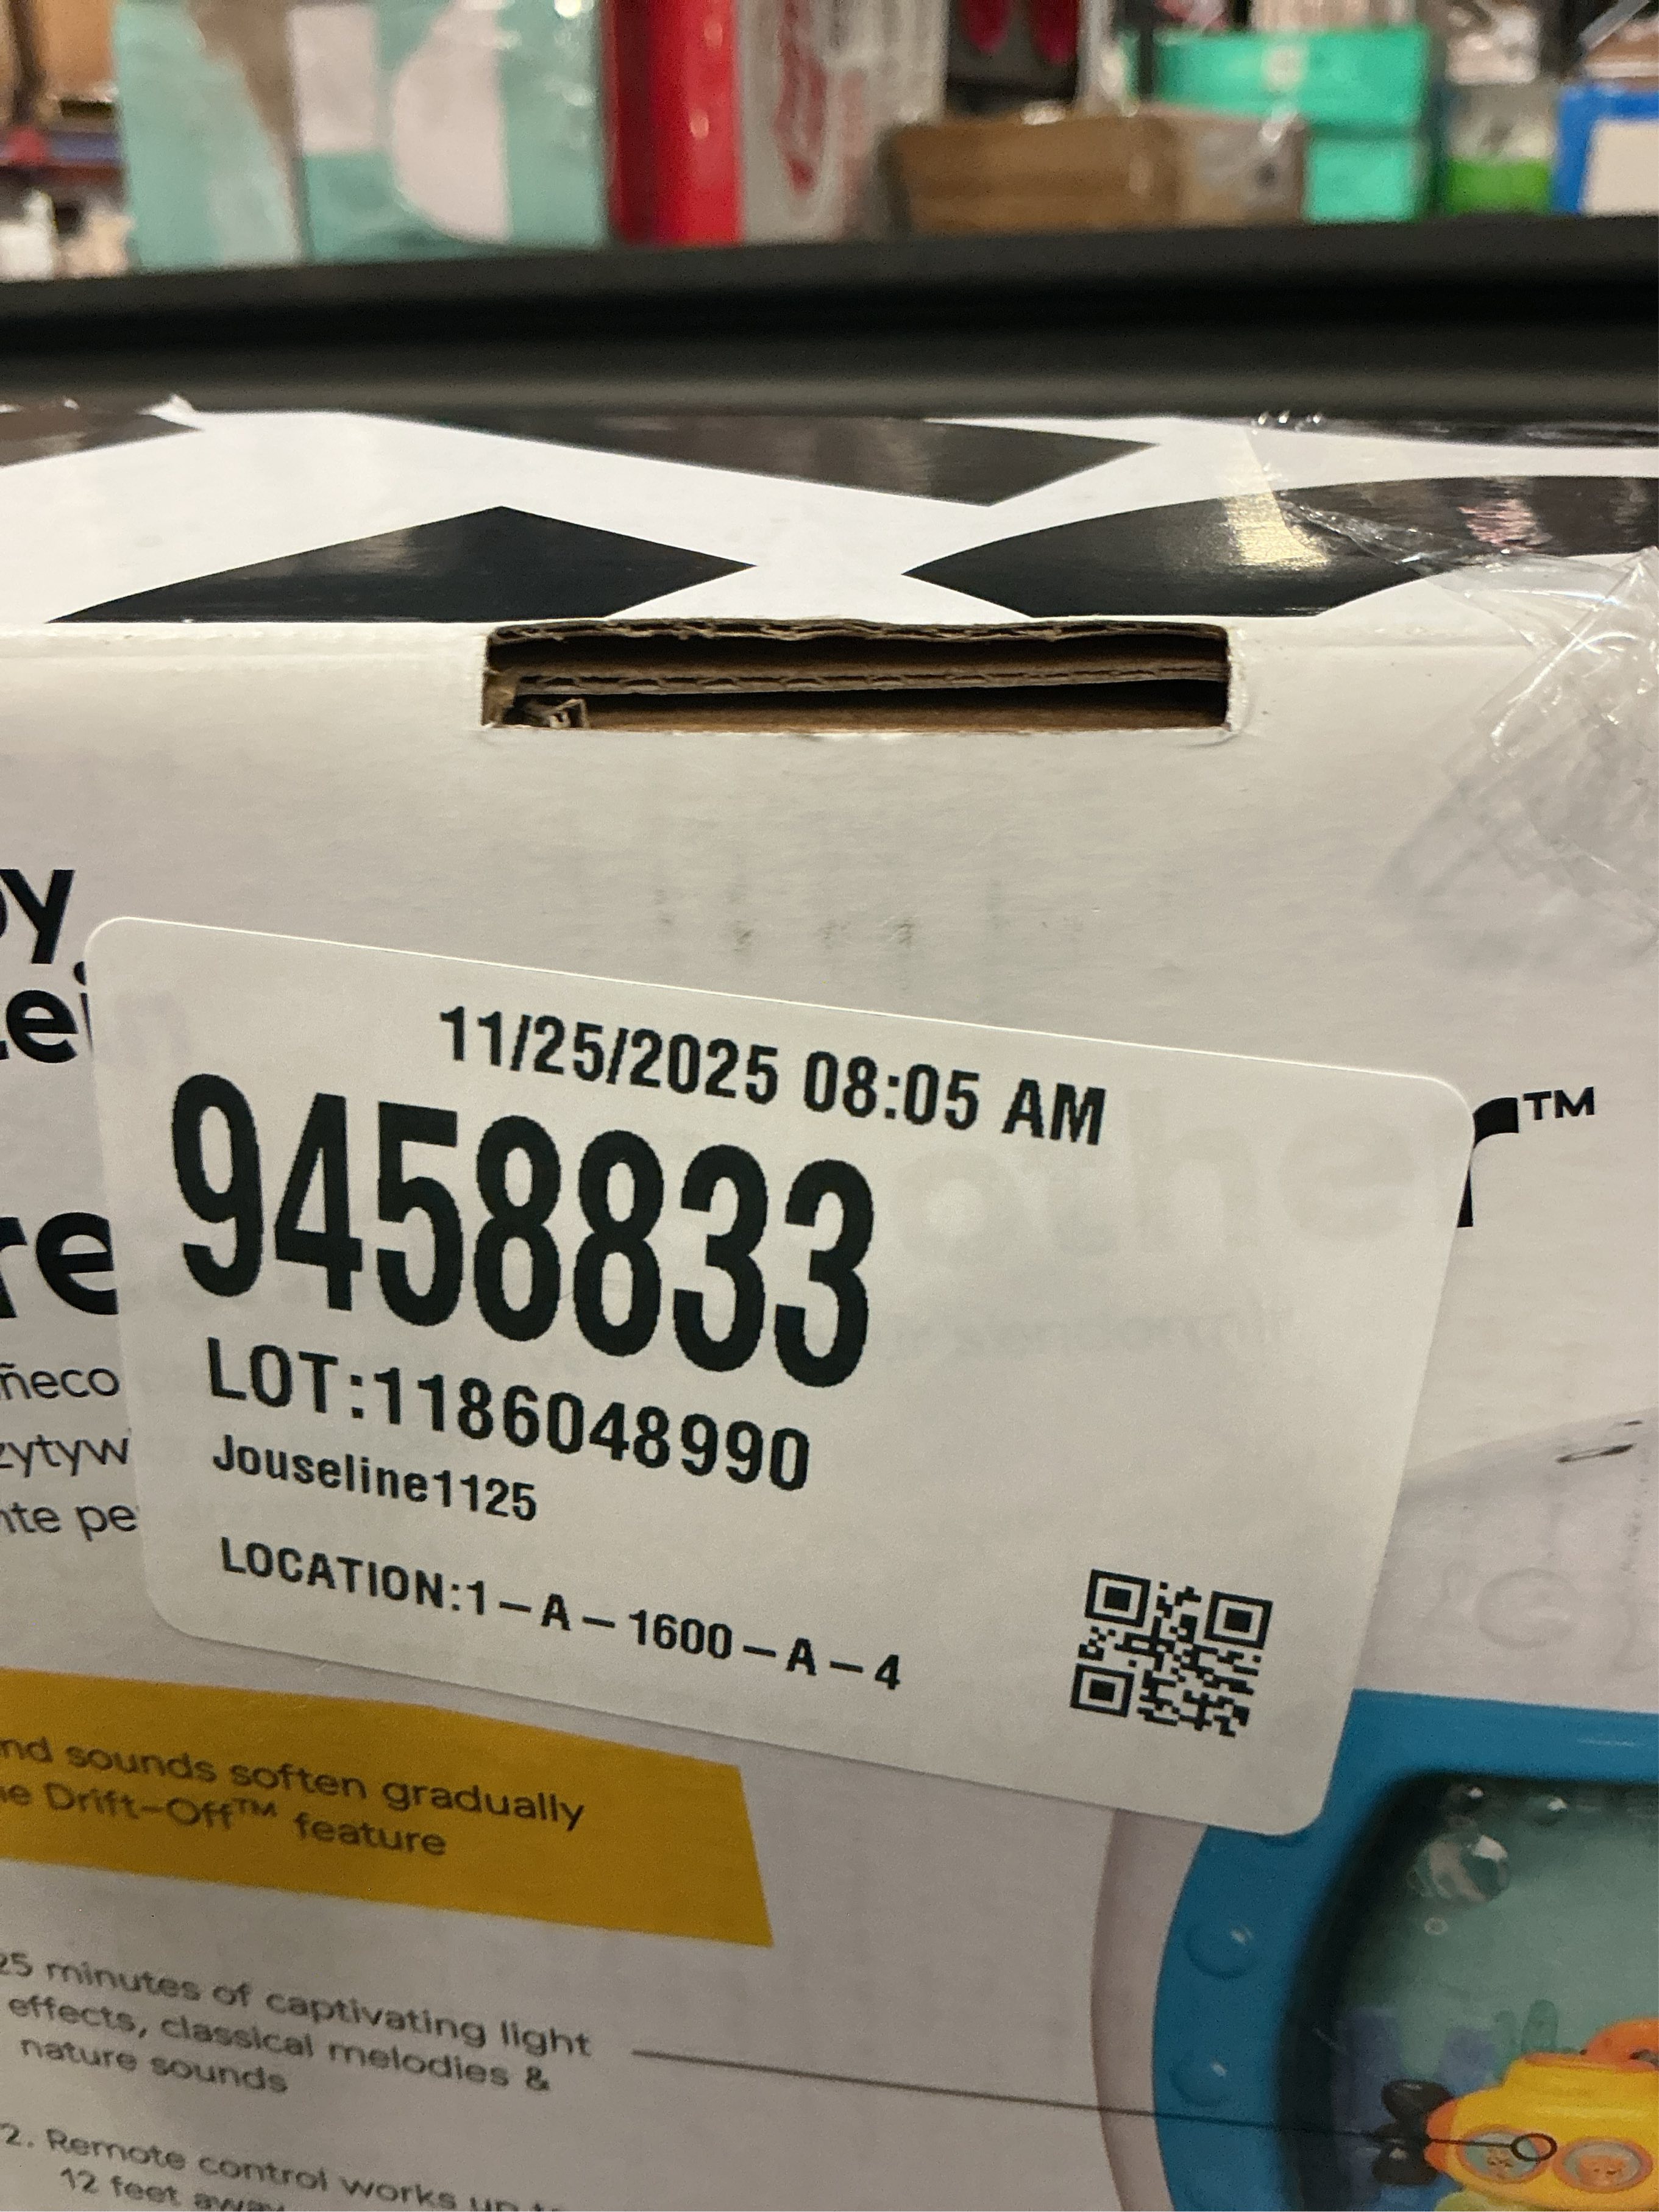 11/25/2025 08:05 AM
9458833
LOT:1186048990
Jouseline1125
LOCATION:1-A-1600-A-4
TM
sounds soften gradually
Drift-Off™ feature
25 minutes of captivating light
effects, classical melodies &
nature sounds
2. Remote control works up to
12 feet away